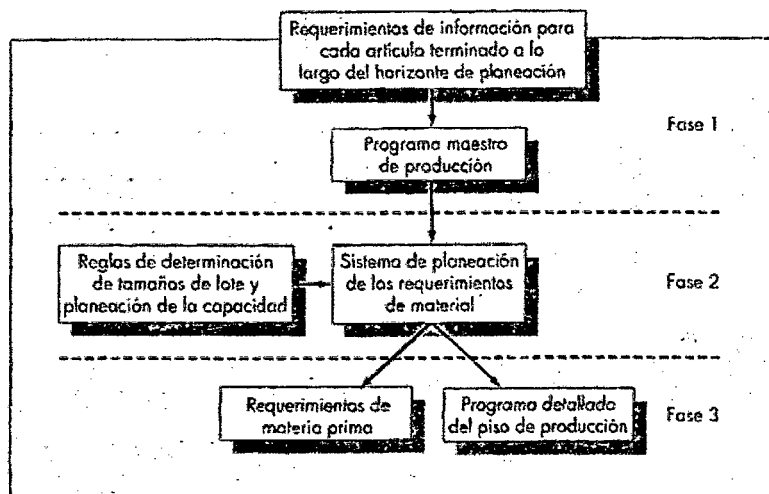 Requerimientos de información para
cada artículo terminado a lo
largo del horizonte de planeación
Fase 1
Programa maestro
de producción
Reglas de determinación
de tamaños de lote y
planeación de la capacidad
Sistema de planeación
de los requerimientos
de material
Fase 2
Requerimientos de
materia prima
Programa detallado
del piso de producción
Fase 3